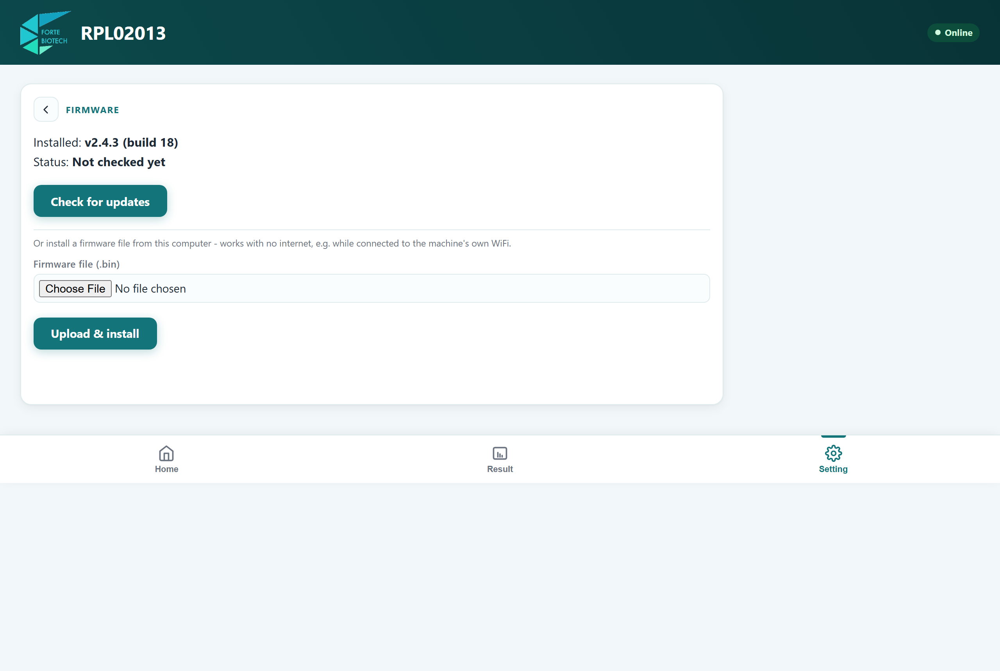 FORTE
BIOTECH
RPL02013
Online
FIRMWARE
Installed: v2.4.3 (build 18)
Status: Not checked yet
Check for updates
Or install a firmware file from this computer - works with no internet, e.g. while connected to the machine's own WiFi.
Firmware file (.bin)
Choose File No file chosen
Upload & install
Home
Result
Setting